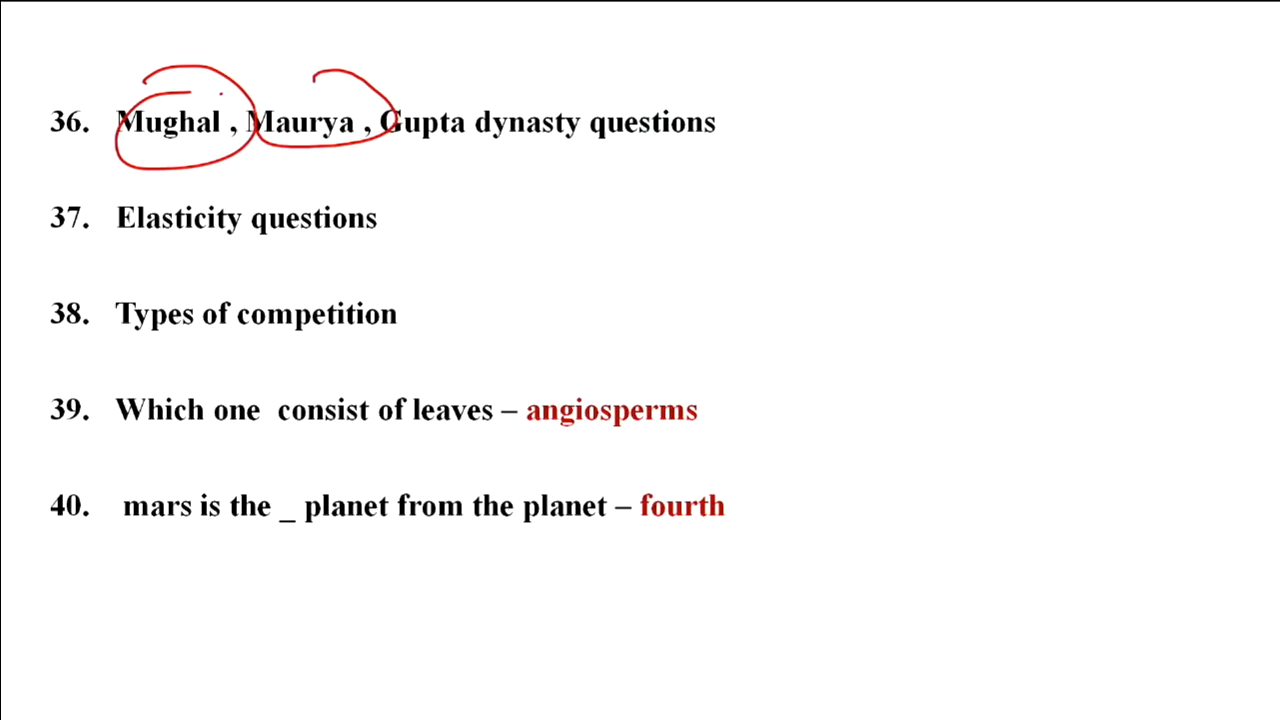 36. Mughal , Maurya , Gupta dynasty questions
37. Elasticity questions
38. Types of competition
39. Which one consist of leaves – angiosperms
40. mars is the _ planet from the planet – fourth